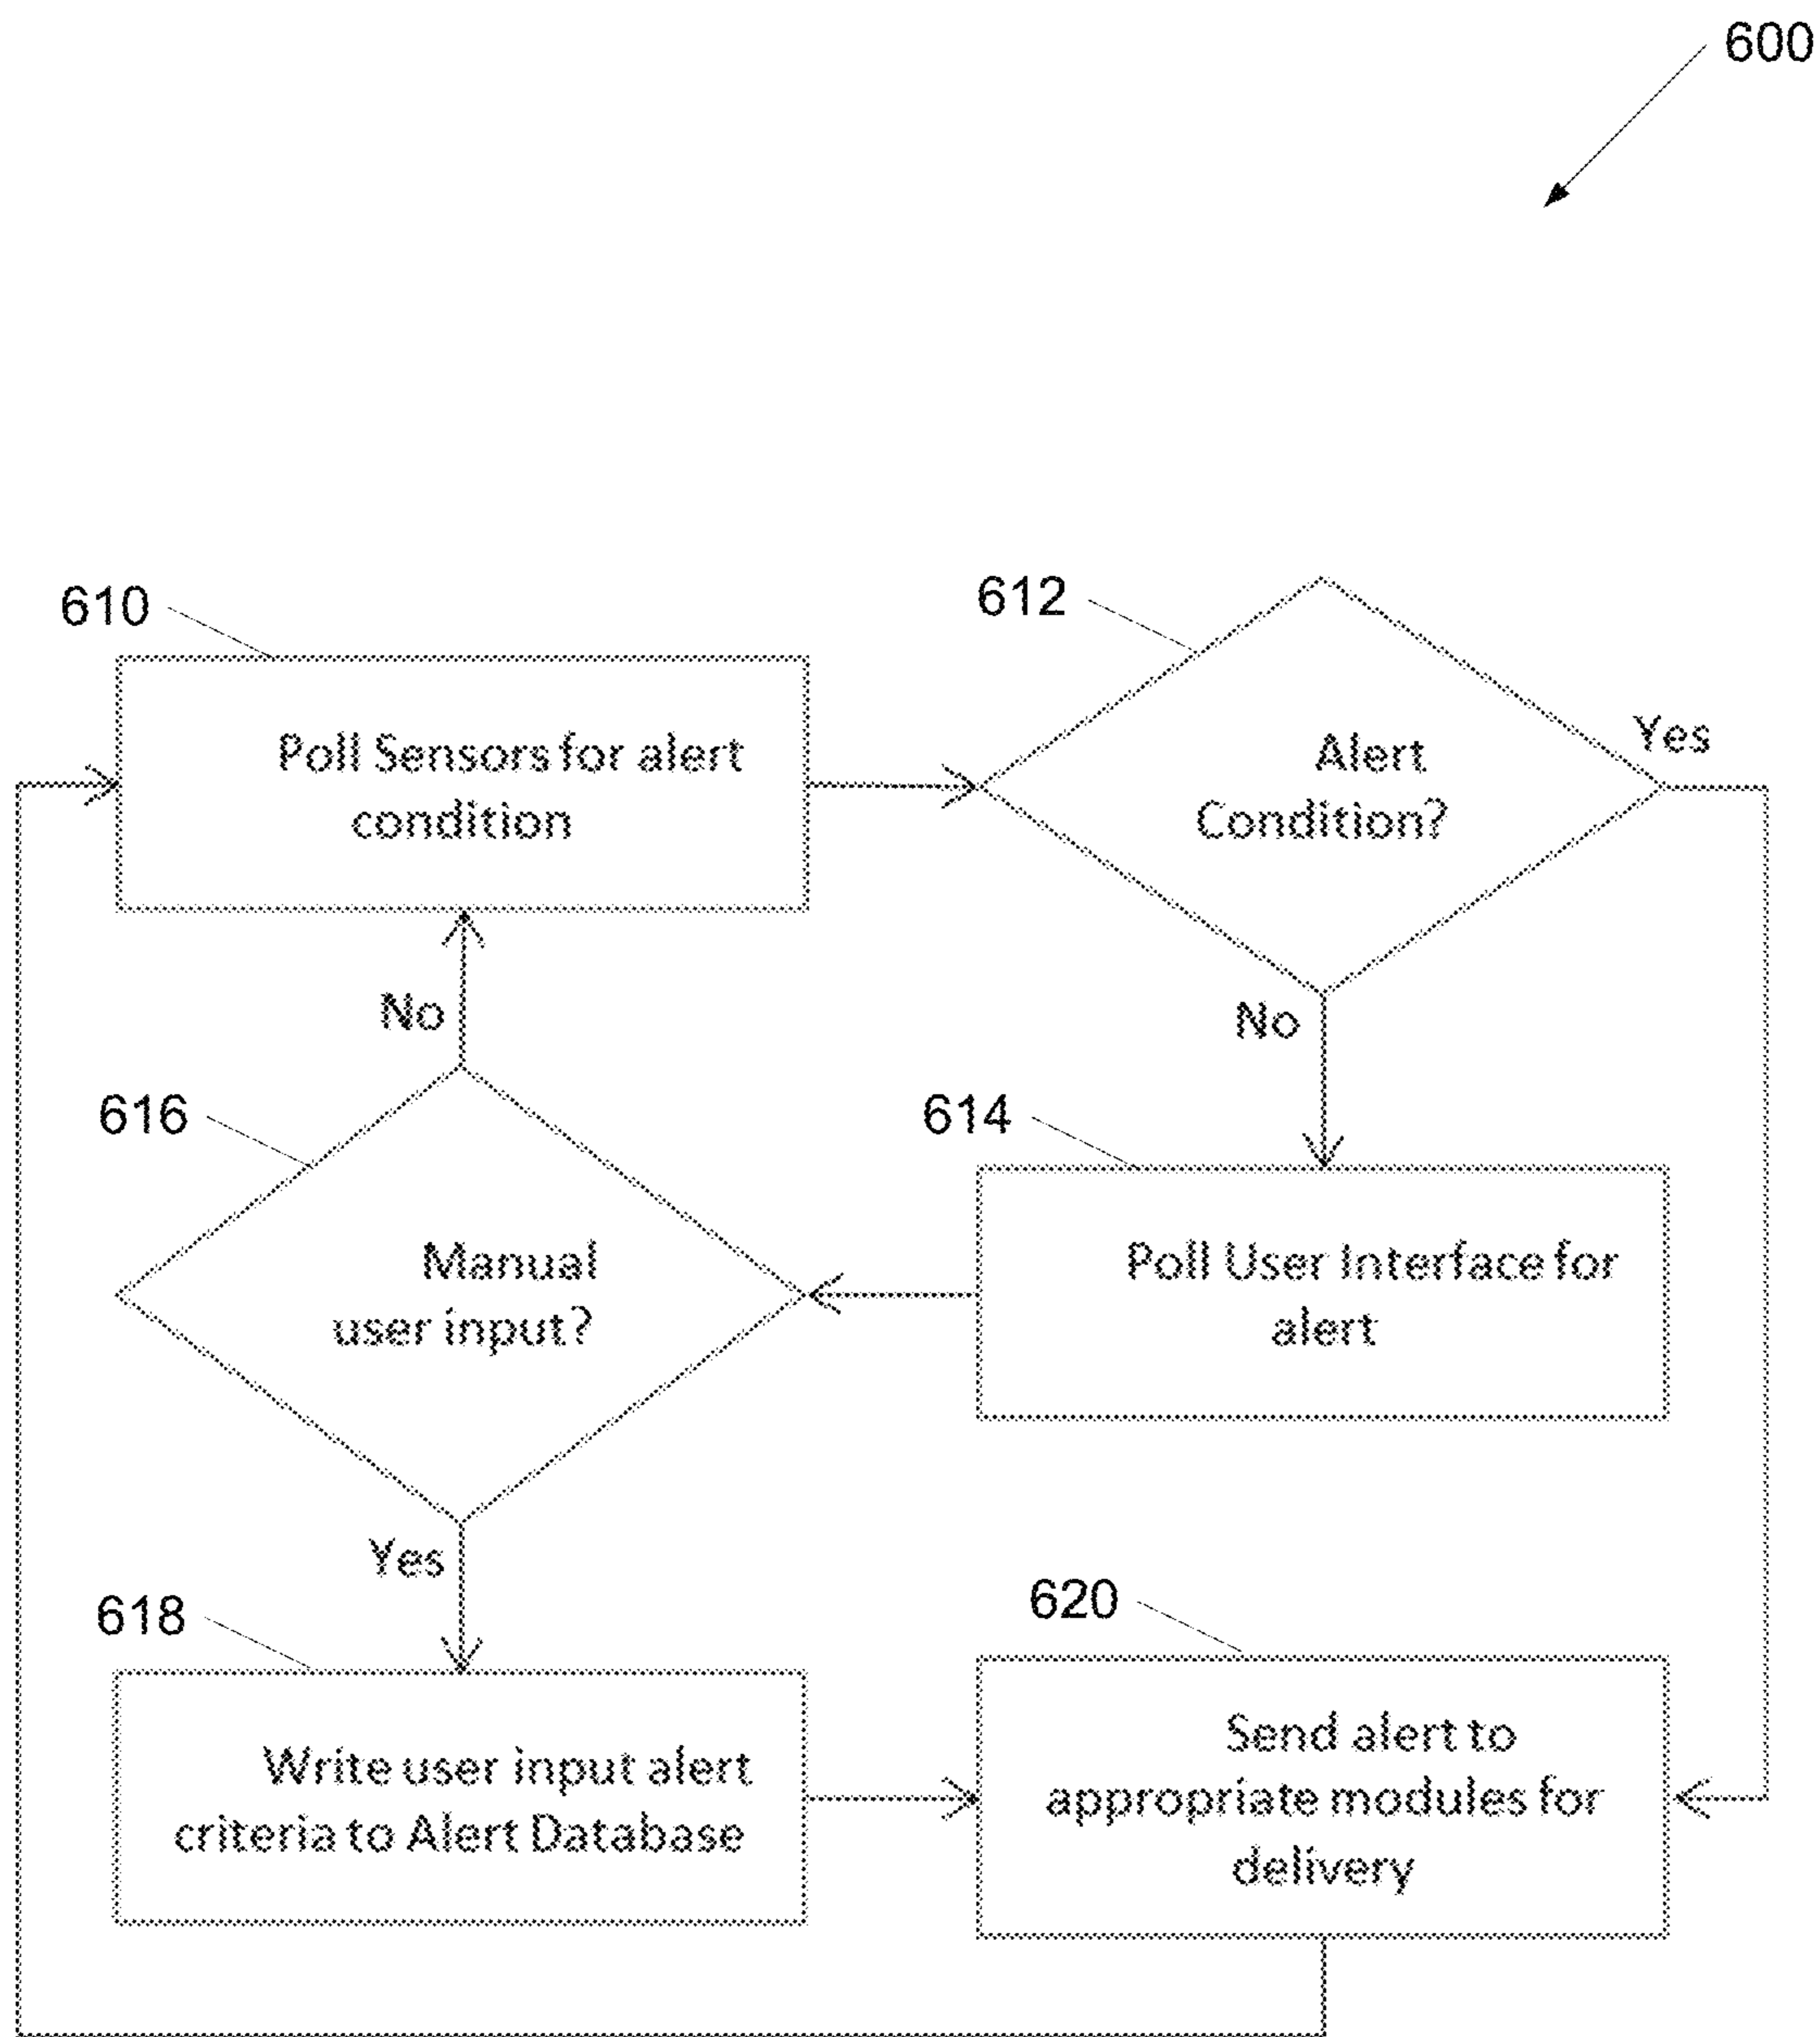 600
610
Poll Sensors for alert
condition
612
Alert
Condition?
Yes
No
No
616
Manual
user input?
614
Poll User Interface for
alert
Yes
618
Write user input alert
criteria to Alert Database
620
Send alert to
appropriate modules for
delivery